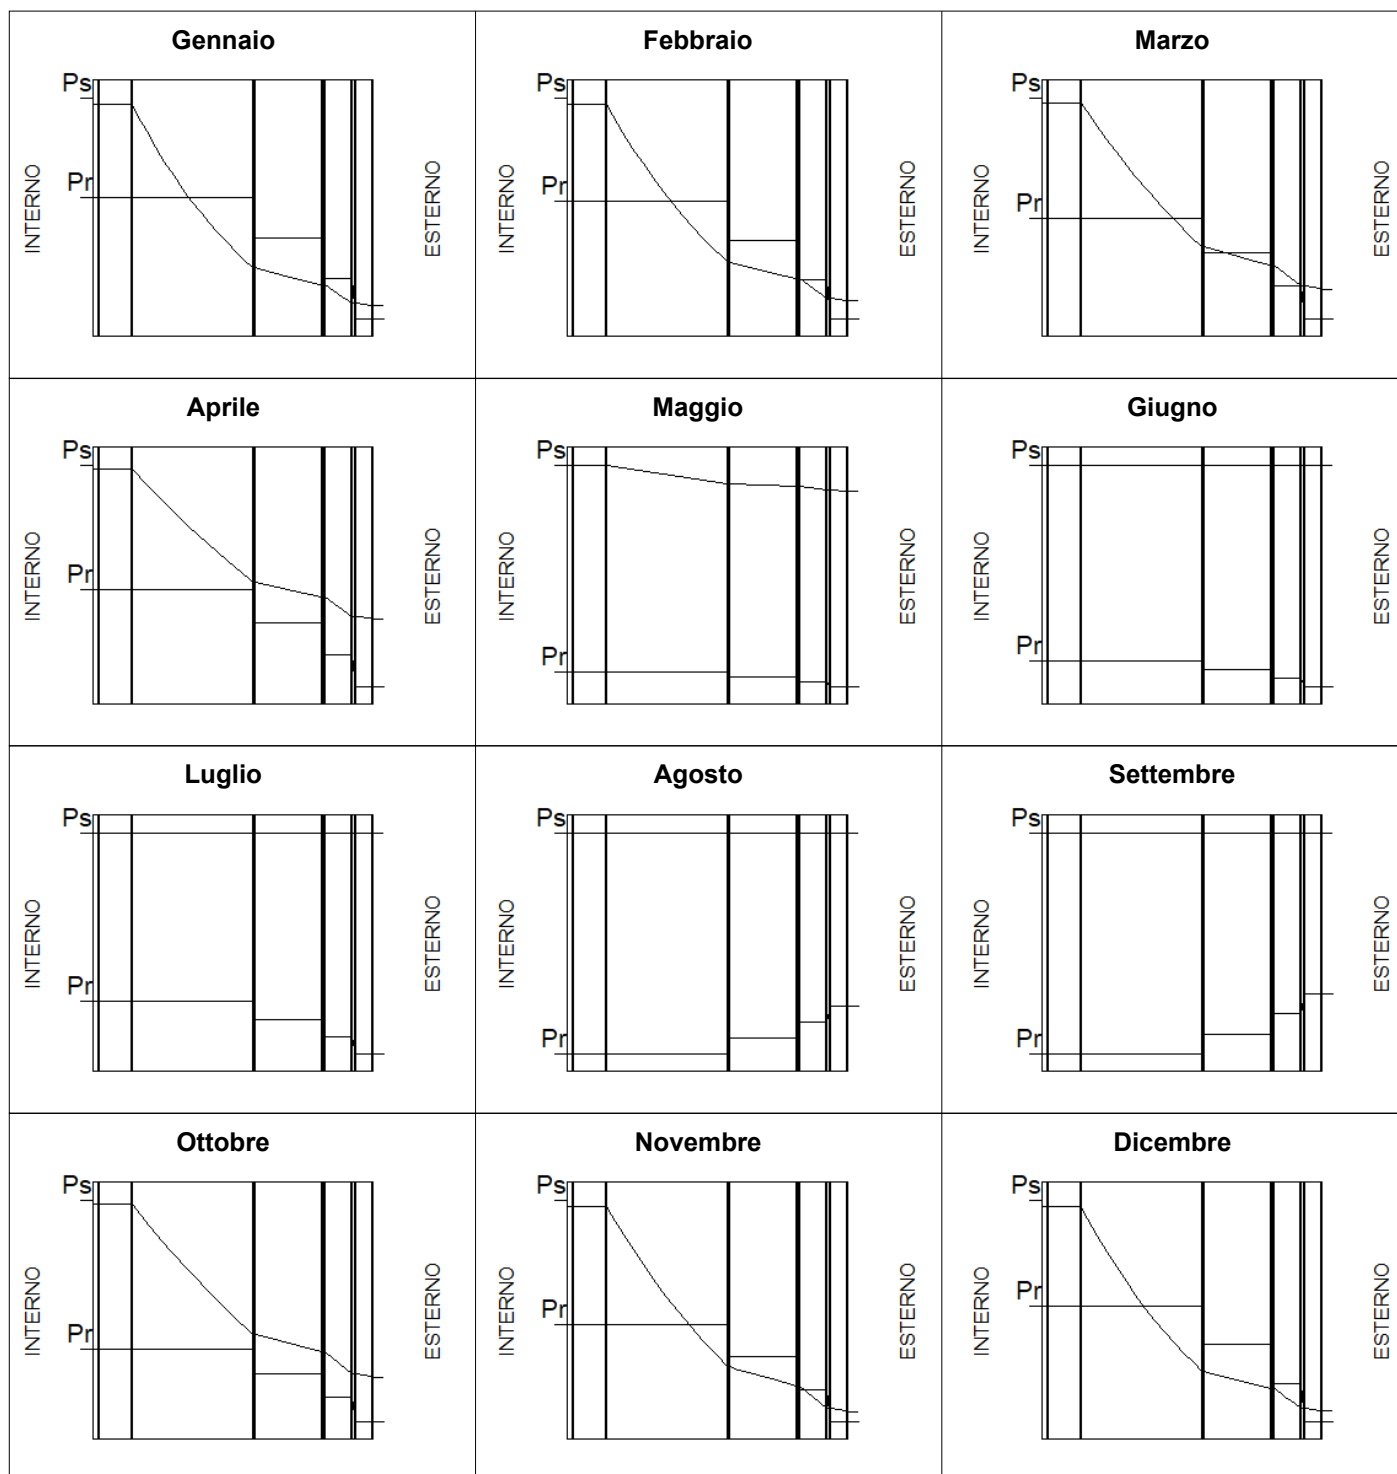 Gennaio
Febbraio
Marzo
INTERNO
Ps
Pr
ESTERNO
INTERNO
Ps
Pr
ESTERNO
INTERNO
Ps
Pr
ESTERNO
Aprile
Maggio
Giugno
INTERNO
Ps
Pr
ESTERNO
INTERNO
Ps
Pr
ESTERNO
INTERNO
Ps
Pr
ESTERNO
Luglio
Agosto
Settembre
INTERNO
Ps
Pr
ESTERNO
INTERNO
Ps
Pr
ESTERNO
INTERNO
Ps
Pr
ESTERNO
Ottobre
Novembre
Dicembre
INTERNO
Ps
Pr
ESTERNO
INTERNO
Ps
Pr
ESTERNO
INTERNO
Ps
Pr
ESTERNO